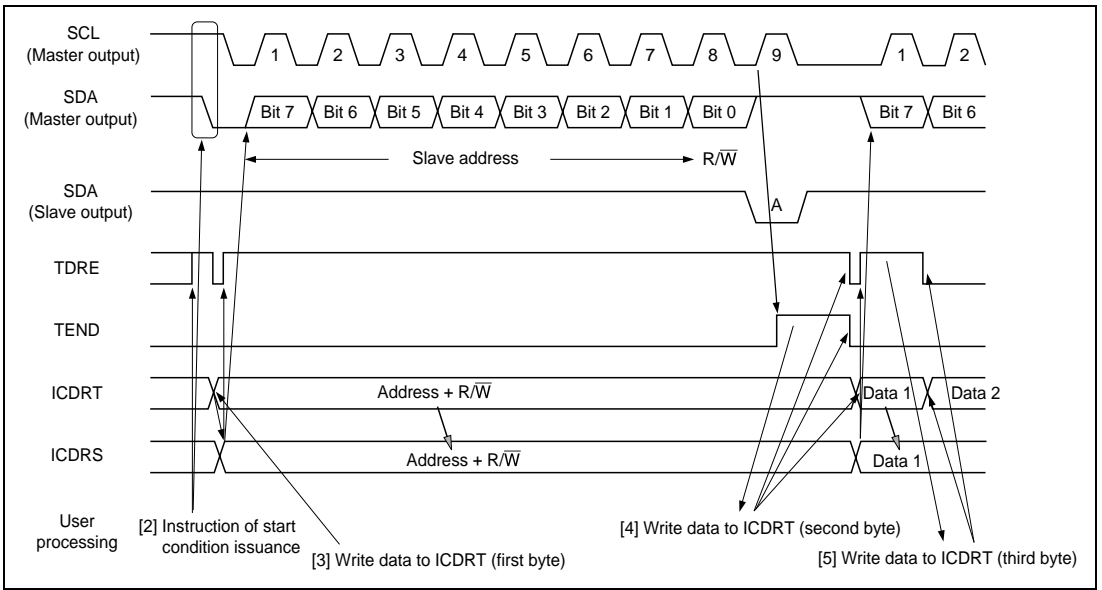 SCL
(Master output)
1 2 3 4 5 6 7 8 9 1 2
SDA
(Master output)
Bit 7 Bit 6 Bit 5 Bit 4 Bit 3 Bit 2 Bit 1 Bit 0 Bit 7 Bit 6
Slave address R/W̅
SDA
(Slave output)
A
TDRE
TEND
ICDRT
Address + R/W̅ Data 1 Data 2
ICDRS
Address + R/W̅ Data 1
User
processing
[2] Instruction of start
condition issuance
[3] Write data to ICDRT (first byte)
[4] Write data to ICDRT (second byte)
[5] Write data to ICDRT (third byte)